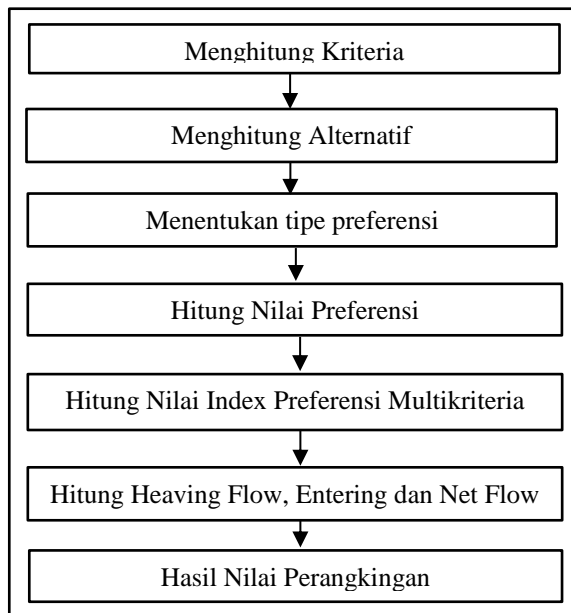 Menghitung Kriteria
Menghitung Alternatif
Menentukan tipe preferensi
Hitung Nilai Preferensi
Hitung Nilai Index Preferensi Multikriteria
Hitung Heaving Flow, Entering dan Net Flow
Hasil Nilai Perangkingan